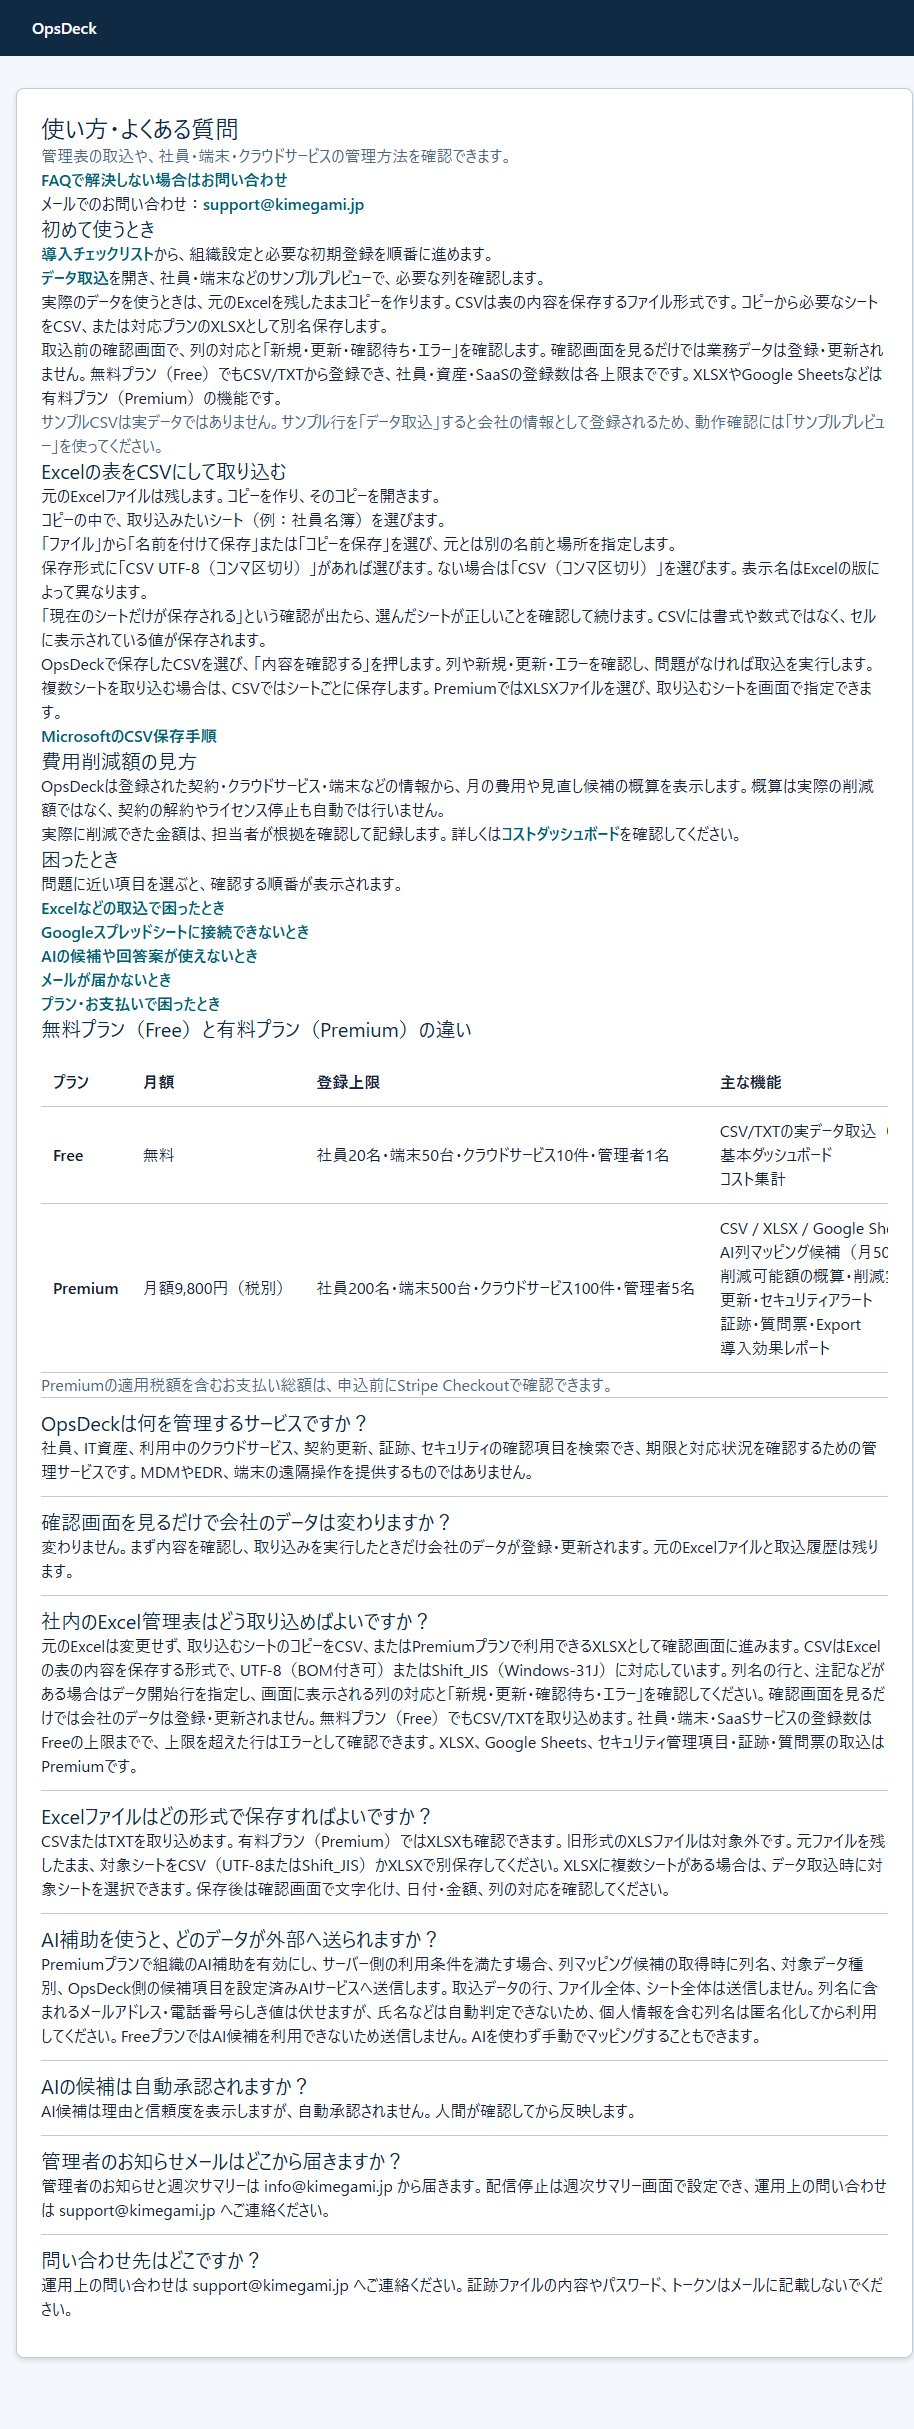 OpsDeck
使い方・よくある質問
管理表の取込や、社員・端末・クラウドサービスの管理方法を確認できます。
FAQで解決しない場合はお問い合わせ
メールでのお問い合わせ：support@kimegami.jp
初めて使うとき
導入チェックリストから、組織設定と必要な初期登録を順番に進めます。
データ取込を開き、社員・端末などのサンプルプレビューで、必要な列を確認します。
実際のデータを使うときは、元のExcelを残したままコピーを作ります。CSVは表の内容を保存するファイル形式です。コピーから必要なシート
をCSV、または対応プランのXLSXとして別名保存します。
取込前の確認画面で、列の対応と「新規・更新・確認待ち・エラー」を確認します。確認画面を見るだけでは業務データは登録・更新され
ません。無料プラン（Free）でもCSV/TXTから登録でき、社員・資産・SaaSの登録数は各上限までです。XLSXやGoogle Sheetsなどは
有料プラン（Premium）の機能です。
サンプルCSVは実データではありません。サンプル行を「データ取込」すると会社の情報として登録されるため、動作確認には「サンプルプレビュ
ー」を使ってください。
Excelの表をCSVにして取り込む
元のExcelファイルは残します。コピーを作り、そのコピーを開きます。
コピーの中で、取り込みたいシート（例：社員名簿）を選びます。
「ファイル」から「名前を付けて保存」または「コピーを保存」を選び、元とは別の名前と場所を指定します。
保存形式に「CSV UTF-8（コンマ区切り）」があれば選びます。ない場合は「CSV（コンマ区切り）」を選びます。表示名はExcelの版に
よって異なります。
「現在のシートだけが保存される」という確認が出たら、選んだシートが正しいことを確認して続けます。CSVには書式や数式ではなく、セル
に表示されている値が保存されます。
OpsDeckで保存したCSVを選び、「内容を確認する」を押します。列や新規・更新・エラーを確認し、問題がなければ取込を実行します。
複数シートを取り込む場合は、CSVではシートごとに保存します。PremiumではXLSXファイルを選び、取り込むシートを画面で指定できま
す。
MicrosoftのCSV保存手順
費用削減額の見方
OpsDeckは登録された契約・クラウドサービス・端末などの情報から、月の費用や見直し候補の概算を表示します。概算は実際の削減
額ではなく、契約の解約やライセンス停止も自動では行いません。
実際に削減できた金額は、担当者が根拠を確認して記録します。詳しくはコストダッシュボードを確認してください。
困ったとき
問題に近い項目を選ぶと、確認する順番が表示されます。
Excelなどの取込で困ったとき
Googleスプレッドシートに接続できないとき
AIの候補や回答案が使えないとき
メールが届かないとき
プラン・お支払いで困ったとき
無料プラン（Free）と有料プラン（Premium）の違い
プラン 月額 登録上限 主な機能
Free 無料 社員20名・端末50台・クラウドサービス10件・管理者1名 CSV/TXTの実データ取込（
基本ダッシュボード
コスト集計
Premium 月額9,800円（税別） 社員200名・端末500台・クラウドサービス100件・管理者5名 CSV / XLSX / Google She
AI列マッピング候補（月50
削減可能額の概算・削減
更新・セキュリティアラート
証跡・質問票・Export
導入効果レポート
Premiumの適用税額を含むお支払い総額は、申込前にStripe Checkoutで確認できます。
OpsDeckは何を管理するサービスですか？
社員、IT資産、利用中のクラウドサービス、契約更新、証跡、セキュリティの確認項目を検索でき、期限と対応状況を確認するための管
理サービスです。MDMやEDR、端末の遠隔操作を提供するものではありません。
確認画面を見るだけで会社のデータは変わりますか？
変わりません。まず内容を確認し、取り込みを実行したときだけ会社のデータが登録・更新されます。元のExcelファイルと取込履歴は残り
ます。
社内のExcel管理表はどう取り込めばよいですか？
元のExcelは変更せず、取り込むシートのコピーをCSV、またはPremiumプランで利用できるXLSXとして確認画面に進みます。CSVはExcel
の表の内容を保存する形式で、UTF-8（BOM付き可）またはShift_JIS（Windows-31J）に対応しています。列名の行と、注記などが
ある場合はデータ開始行を指定し、画面に表示される列の対応と「新規・更新・確認待ち・エラー」を確認してください。確認画面を見るだ
けでは会社のデータは登録・更新されません。無料プラン（Free）でもCSV/TXTを取り込めます。社員・端末・SaaSサービスの登録数は
Freeの上限までで、上限を超えた行はエラーとして確認できます。XLSX、Google Sheets、セキュリティ管理項目・証跡・質問票の取込は
Premiumです。
Excelファイルはどの形式で保存すればよいですか？
CSVまたはTXTを取り込めます。有料プラン（Premium）ではXLSXも確認できます。旧形式のXLSファイルは対象外です。元ファイルを残
したまま、対象シートをCSV（UTF-8またはShift_JIS）かXLSXで別保存してください。XLSXに複数シートがある場合は、データ取込時に対
象シートを選択できます。保存後は確認画面で文字化け、日付・金額、列の対応を確認してください。
AI補助を使うと、どのデータが外部へ送られますか？
Premiumプランで組織のAI補助を有効にし、サーバー側の利用条件を満たす場合、列マッピング候補の取得時に列名、対象データ種
別、OpsDeck側の候補項目を設定済みAIサービスへ送信します。取込データの行、ファイル全体、シート全体は送信しません。列名に含
まれるメールアドレス・電話番号らしき値は伏せますが、氏名などは自動判定できないため、個人情報を含む列名は匿名化してから利用
してください。FreeプランではAI候補を利用できないため送信しません。AIを使わず手動でマッピングすることもできます。
AIの候補は自動承認されますか？
AI候補は理由と信頼度を表示しますが、自動承認されません。人間が確認してから反映します。
管理者のお知らせメールはどこから届きますか？
管理者のお知らせと週次サマリーは info@kimegami.jp から届きます。配信停止は週次サマリー画面で設定でき、運用上の問い合わせ
は support@kimegami.jp へご連絡ください。
問い合わせ先はどこですか？
運用上の問い合わせは support@kimegami.jp へご連絡ください。証跡ファイルの内容やパスワード、トークンはメールに記載しないでくだ
さい。